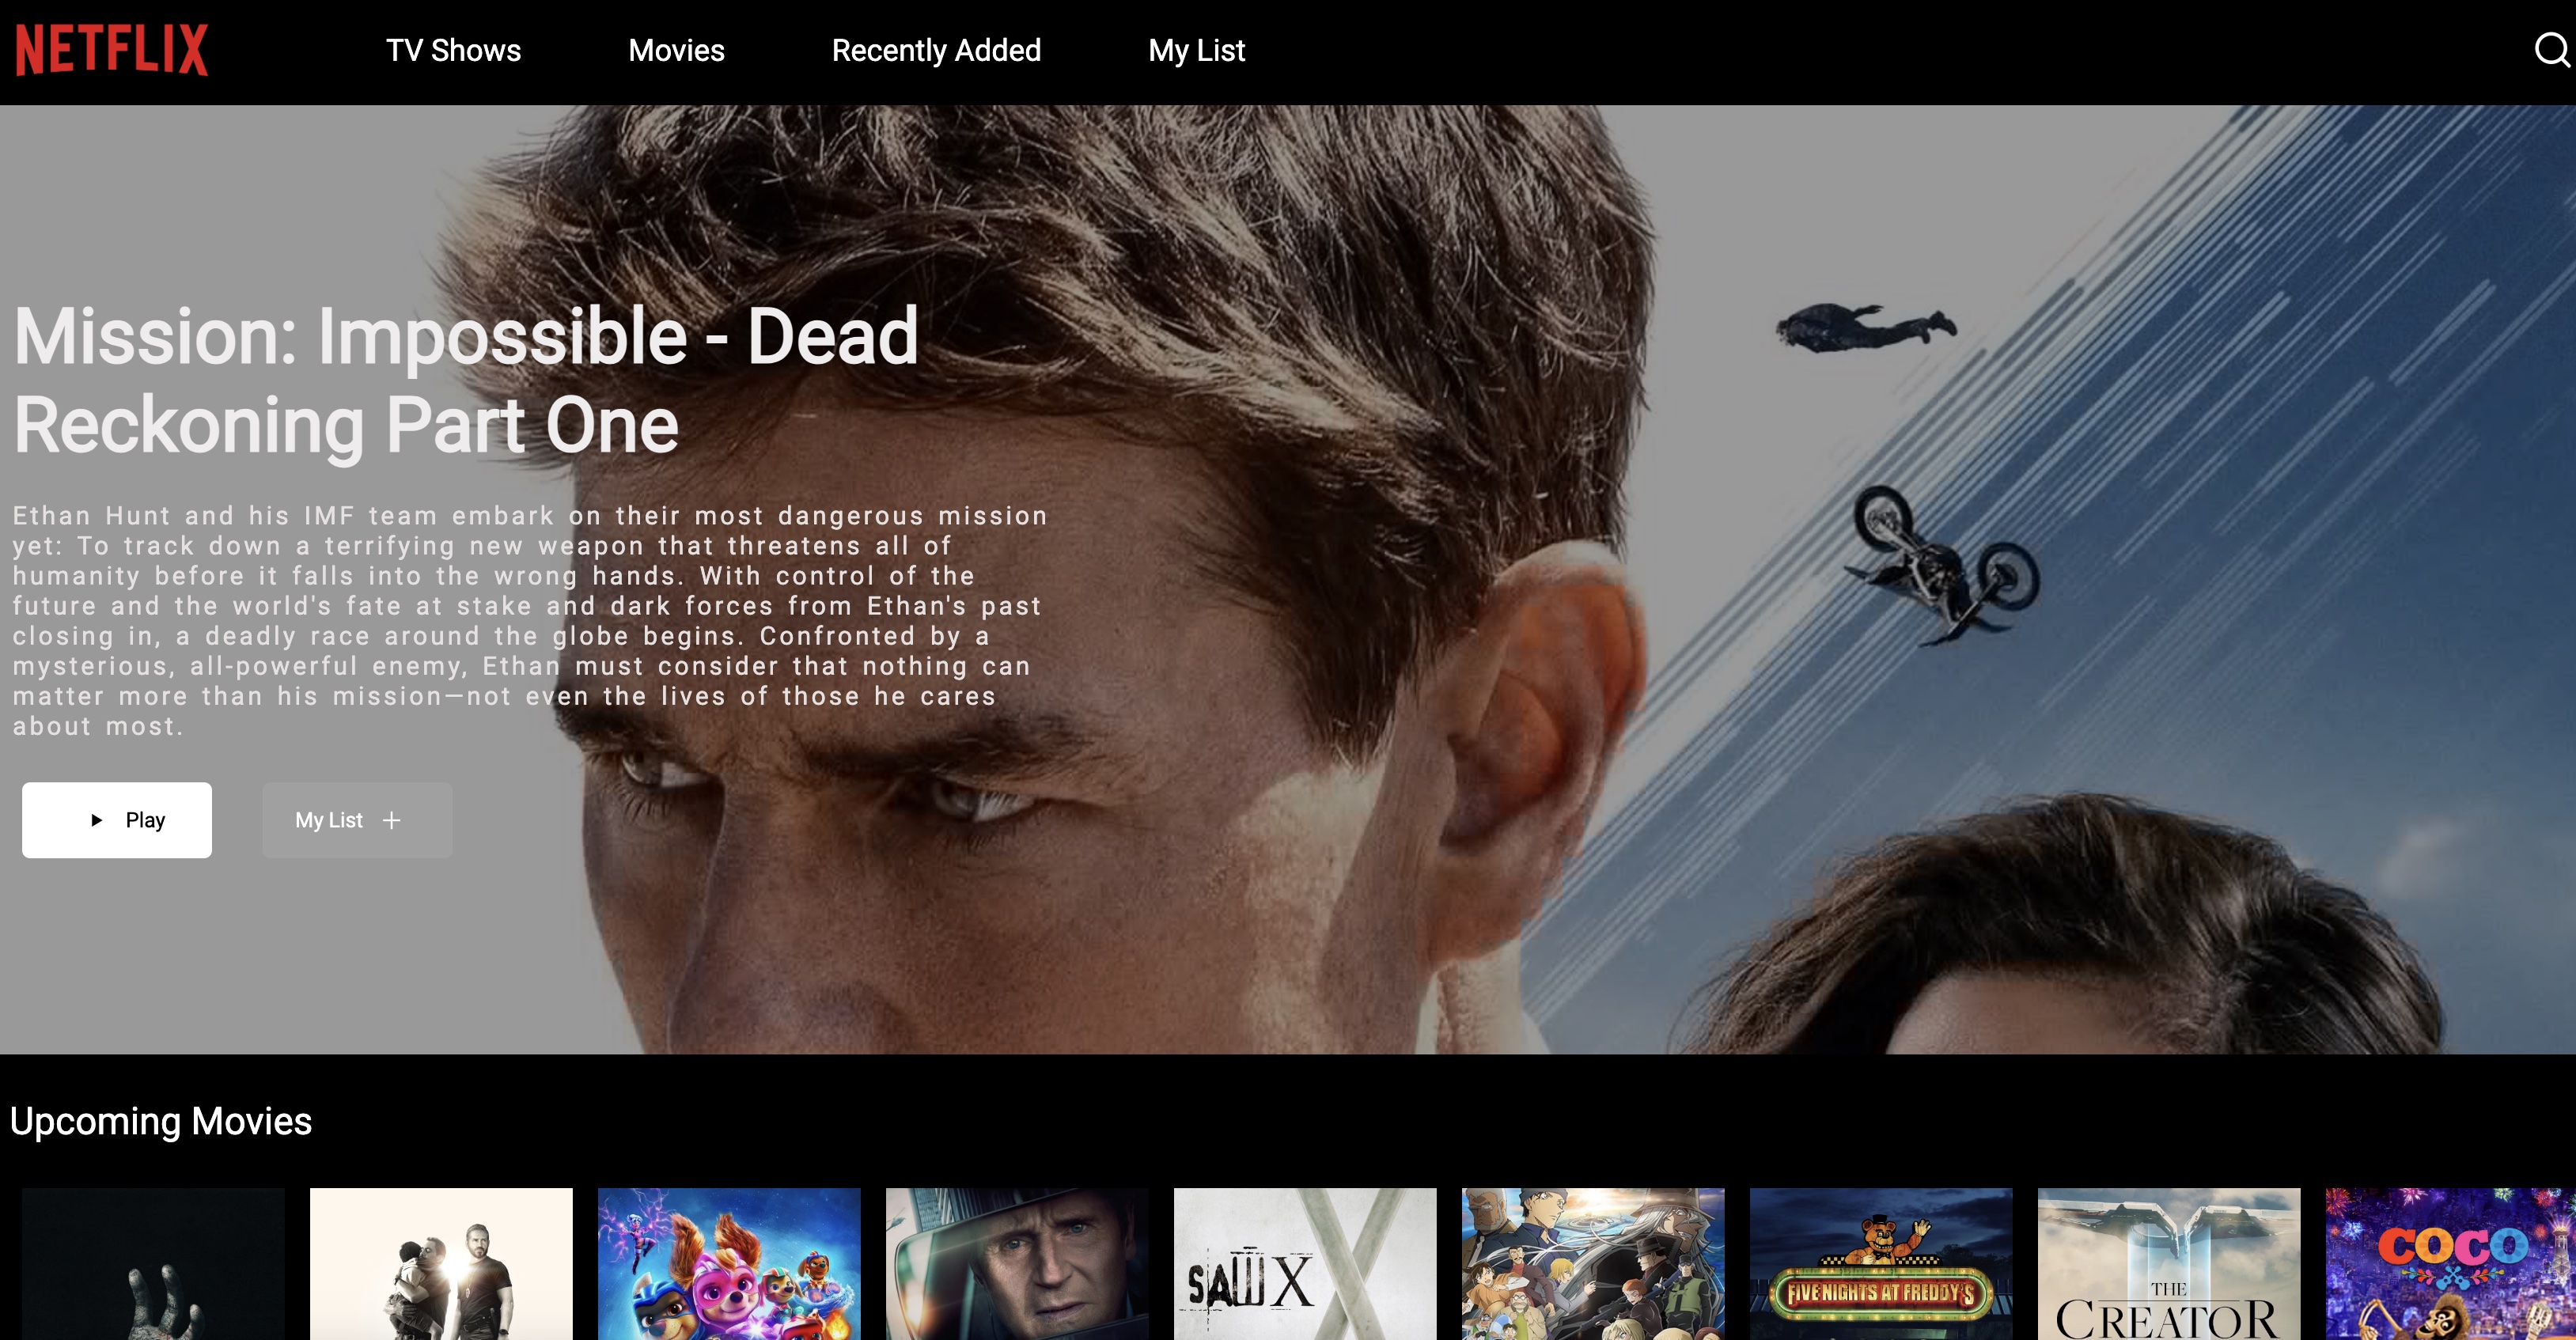 NETFLIX
TV Shows
Movies
Recently Added
My List
Mission: Impossible - Dead
Reckoning Part One
Ethan Hunt and his IMF team embark on their most dangerous mission
yet: To track down a terrifying new weapon that threatens all of
humanity before it falls into the wrong hands. With control of the
future and the world's fate at stake and dark forces from Ethan's past
closing in, a deadly race around the globe begins. Confronted by a
mysterious, all-powerful enemy, Ethan must consider that nothing can
matter more than his mission—not even the lives of those he cares
about most.
Play
My List
Upcoming Movies
SAW X
FIVE NIGHTS AT FREDDY'S
THE
CREATOR
COCO